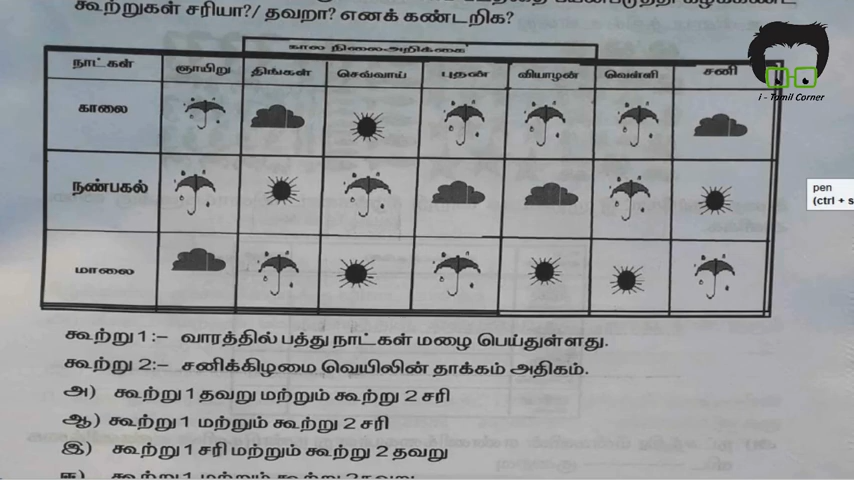 கூற்றுகள் சரியா?/ தவறா? எனக் கண்டறிக?
கால நிலைஅறிக்கை
நாட்கள் ஞாயிறு திங்கள் செவ்வாய் புதன் வியாழன் வெள்ளி சனி
காலை
நண்பகல்
மாலை
i - Tamil Corner
pen
(ctrl + s
கூற்று 1:– வாரத்தில் பத்து நாட்கள் மழை பெய்துள்ளது.
கூற்று 2:– சனிக்கிழமை வெயிலின் தாக்கம் அதிகம்.
அ) கூற்று 1 தவறு மற்றும் கூற்று 2 சரி
ஆ) கூற்று 1 மற்றும் கூற்று 2 சரி
இ) கூற்று 1 சரி மற்றும் கூற்று 2 தவறு